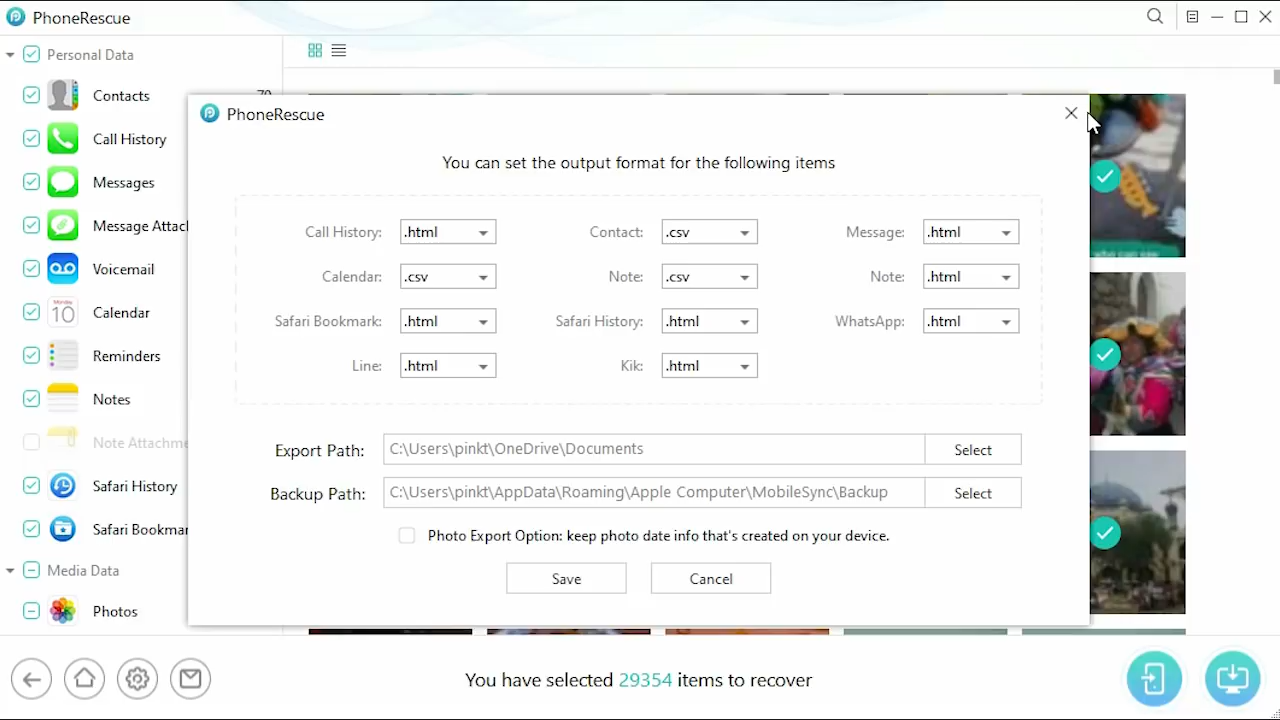 PhoneRescue
Personal Data
Contacts
Call History
Messages
Message Attac
Voicemail
Monday
10
Calendar
Reminders
Notes
Note Attachme
Safari History
Safari Bookmar
Media Data
Photos
PhoneRescue
You can set the output format for the following items
Call History: .html Contact: .csv Message: .html
Calendar: .csv Note: .csv Note: .html
Safari Bookmark: .html Safari History: .html WhatsApp: .html
Line: .html Kik: .html
Export Path: C:\Users\pinkt\OneDrive\Documents Select
Backup Path: C:\Users\pinkt\AppData\Roaming\Apple Computer\MobileSync\Backup Select
Photo Export Option: keep photo date info that's created on your device.
Save Cancel
You have selected 29354 items to recover